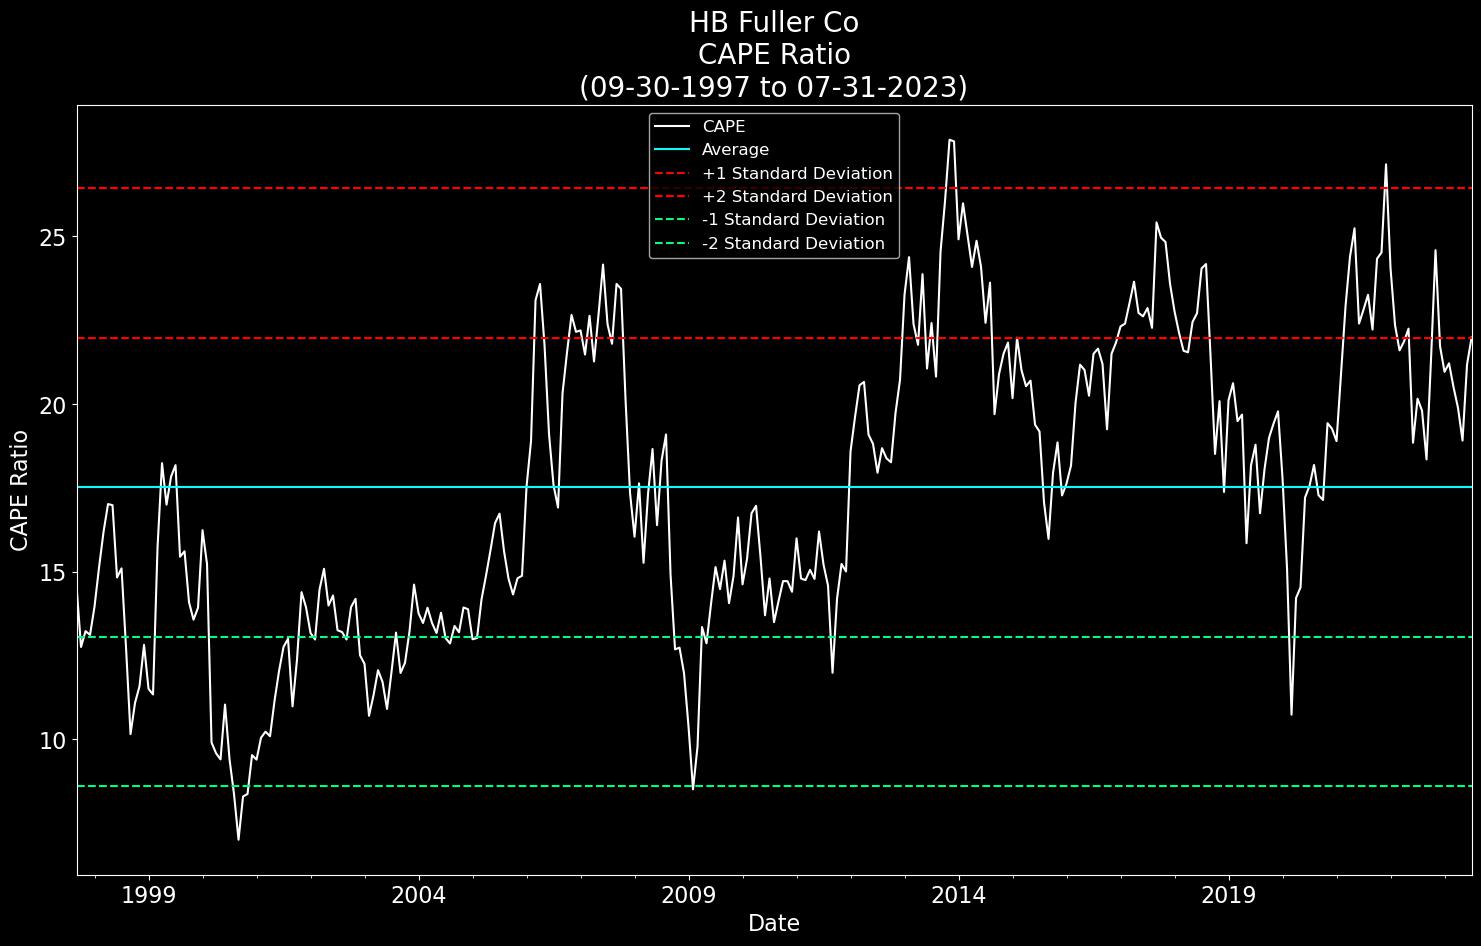 HB Fuller Co
CAPE Ratio
(09-30-1997 to 07-31-2023)
CAPE
Average
+1 Standard Deviation
+2 Standard Deviation
-1 Standard Deviation
-2 Standard Deviation
CAPE Ratio
25
20
15
10
1999 2004 2009 2014 2019
Date